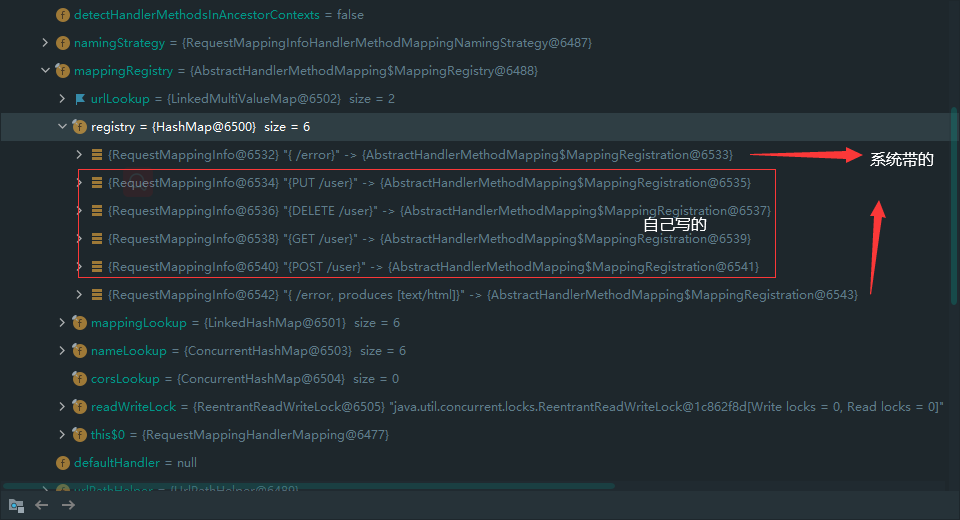 detectHandlerMethodsInAncestorContexts = false
namingStrategy = {RequestMappingInfoHandlerMethodMappingNamingStrategy@6487}
mappingRegistry = {AbstractHandlerMethodMapping$MappingRegistry@6488}
urlLookup = {LinkedMultiValueMap@6502} size = 2
registry = {HashMap@6500} size = 6
{RequestMappingInfo@6532} "{ /error}" -> {AbstractHandlerMethodMapping$MappingRegistration@6533}
系统带的
{RequestMappingInfo@6534} "{PUT /user}" -> {AbstractHandlerMethodMapping$MappingRegistration@6535}
{RequestMappingInfo@6536} "{DELETE /user}" -> {AbstractHandlerMethodMapping$MappingRegistration@6537}
自己写的
{RequestMappingInfo@6538} "{GET /user}" -> {AbstractHandlerMethodMapping$MappingRegistration@6539}
{RequestMappingInfo@6540} "{POST /user}" -> {AbstractHandlerMethodMapping$MappingRegistration@6541}
{RequestMappingInfo@6542} "{ /error, produces [text/html]}" -> {AbstractHandlerMethodMapping$MappingRegistration@6543}
mappingLookup = {LinkedHashMap@6501} size = 6
nameLookup = {ConcurrentHashMap@6503} size = 6
corsLookup = {ConcurrentHashMap@6504} size = 0
readWriteLock = {ReentrantReadWriteLock@6505} "java.util.concurrent.locks.ReentrantReadWriteLock@1c862f8d[Write locks = 0, Read locks = 0]"
this$0 = {RequestMappingHandlerMapping@6477}
defaultHandler = null
urlPathHelper = {UrlPathHelper@6489}